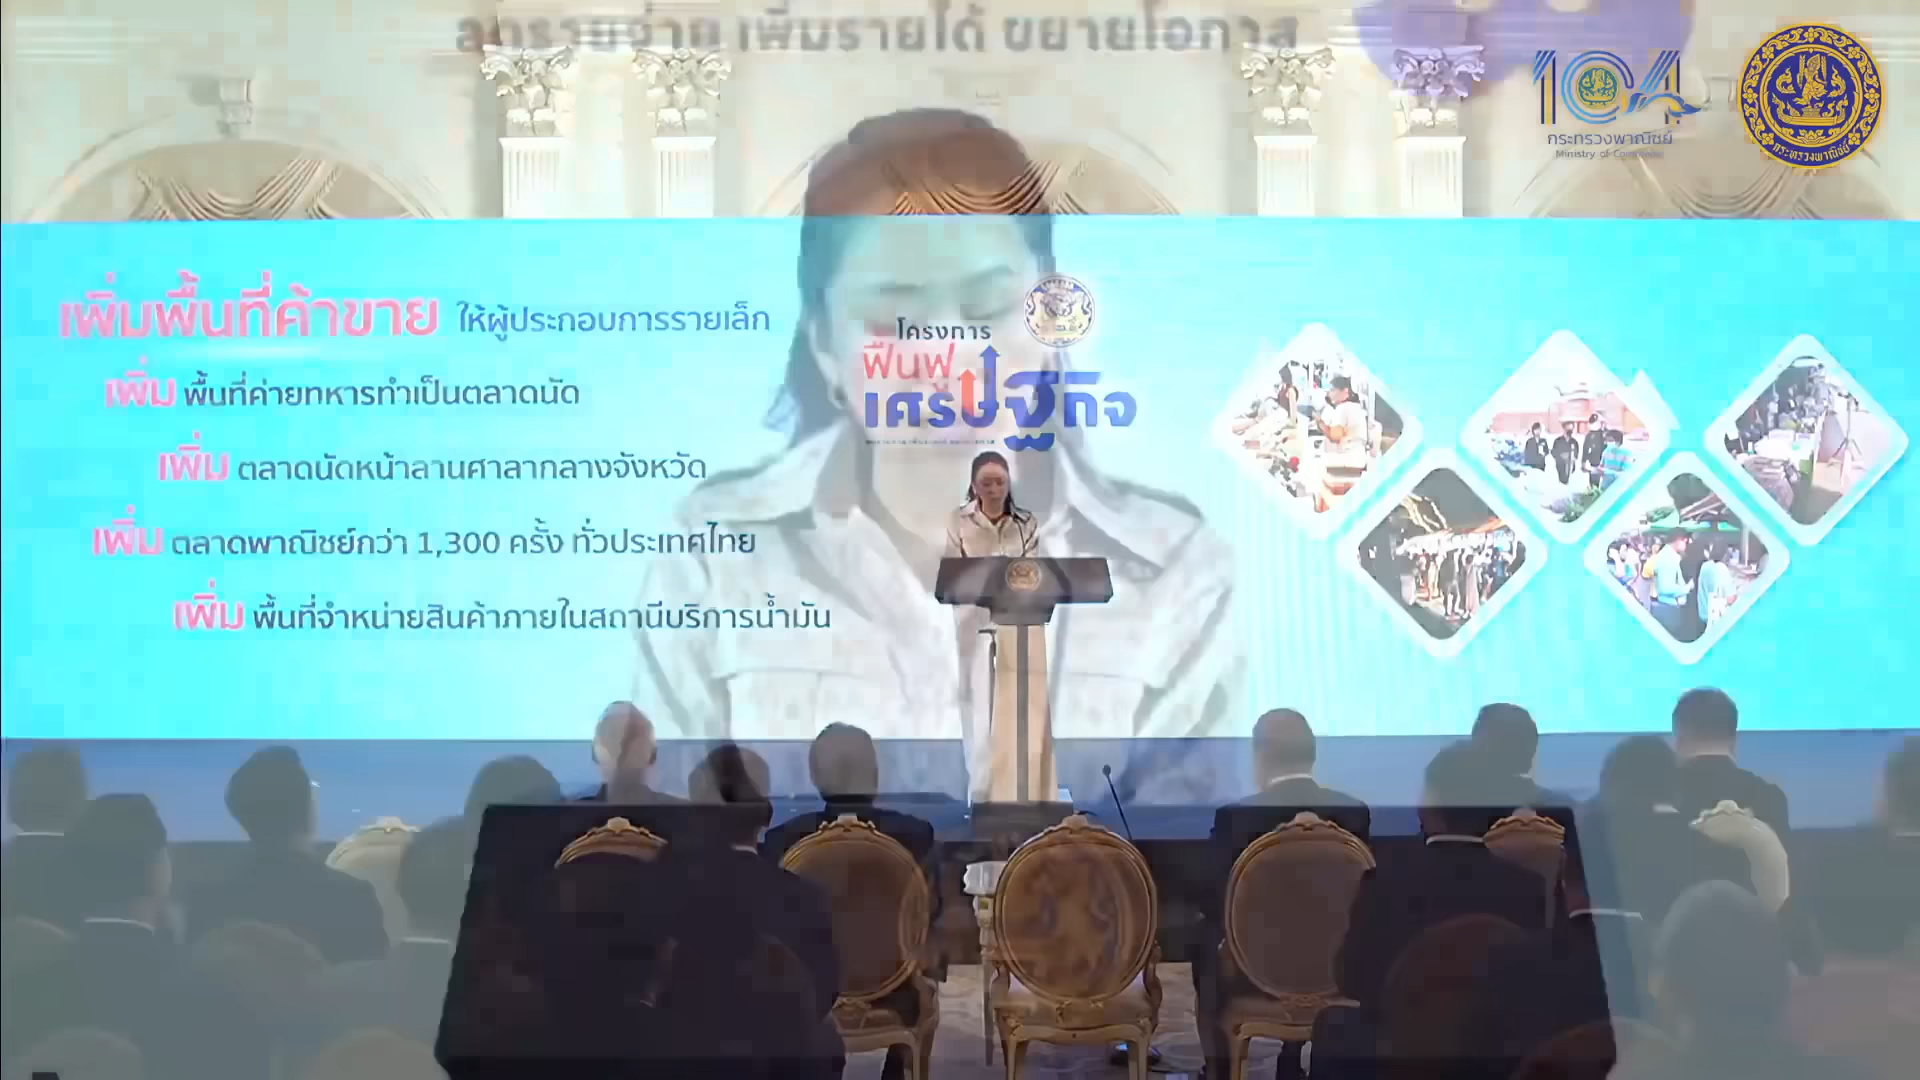 ลดรายจ่าย เพิ่มรายได้ ขยายโอกาส
104
กระทรวงพาณิชย์
Ministry of Commerce
กระทรวงพาณิชย์
เพิ่มพื้นที่ค้าขาย ให้ผู้ประกอบการรายเล็ก
เพิ่ม พื้นที่ค่ายทหารทำเป็นตลาดนัด
เพิ่ม ตลาดนัดหน้าลานศาลากลางจังหวัด
เพิ่ม ตลาดพาณิชย์กว่า 1,300 ครั้ง ทั่วประเทศไทย
เพิ่ม พื้นที่จำหน่ายสินค้าภายในสถานีบริการน้ำมัน
โครงการ
ฟื้นฟู
เศรษฐกิจ